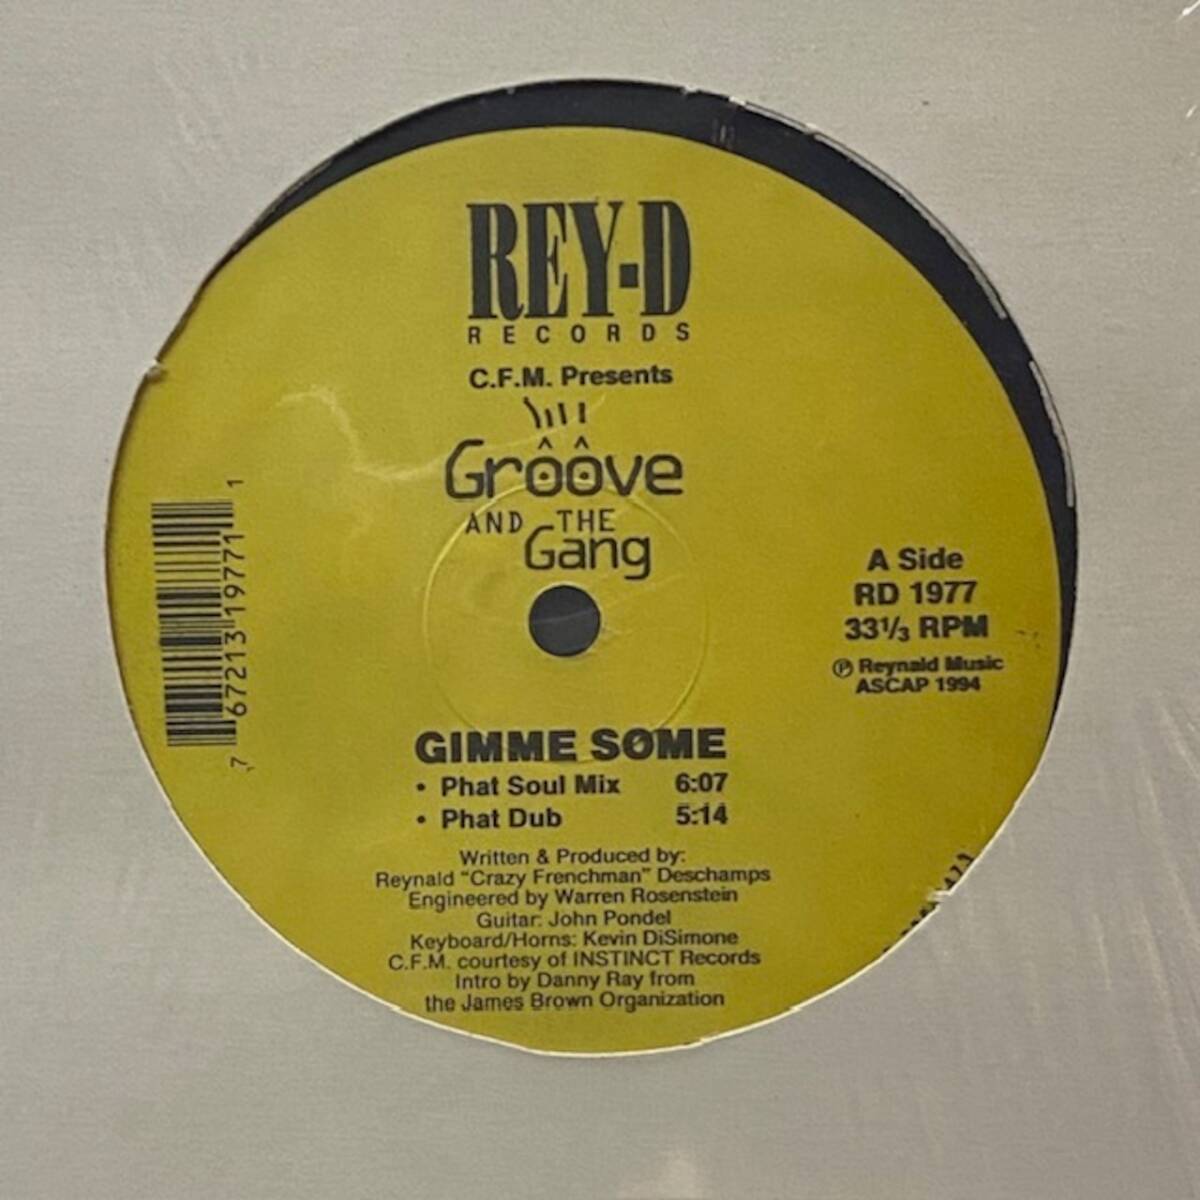 REY-D
RECORDS
C.F.M. Presents
Grôôve
AND THE
Gang
A Side
RD 1977
33⅓ RPM
℗ Reynald Music
ASCAP 1994
7 67213 19771 1
GIMME SOME
• Phat Soul Mix 6:07
• Phat Dub 5:14
Written & Produced by:
Reynald "Crazy Frenchman" Deschamps
Engineered by Warren Rosenstein
Guitar: John Pondel
Keyboard/Horns: Kevin DiSimone
C.F.M. courtesy of INSTINCT Records
Intro by Danny Ray from
the James Brown Organization